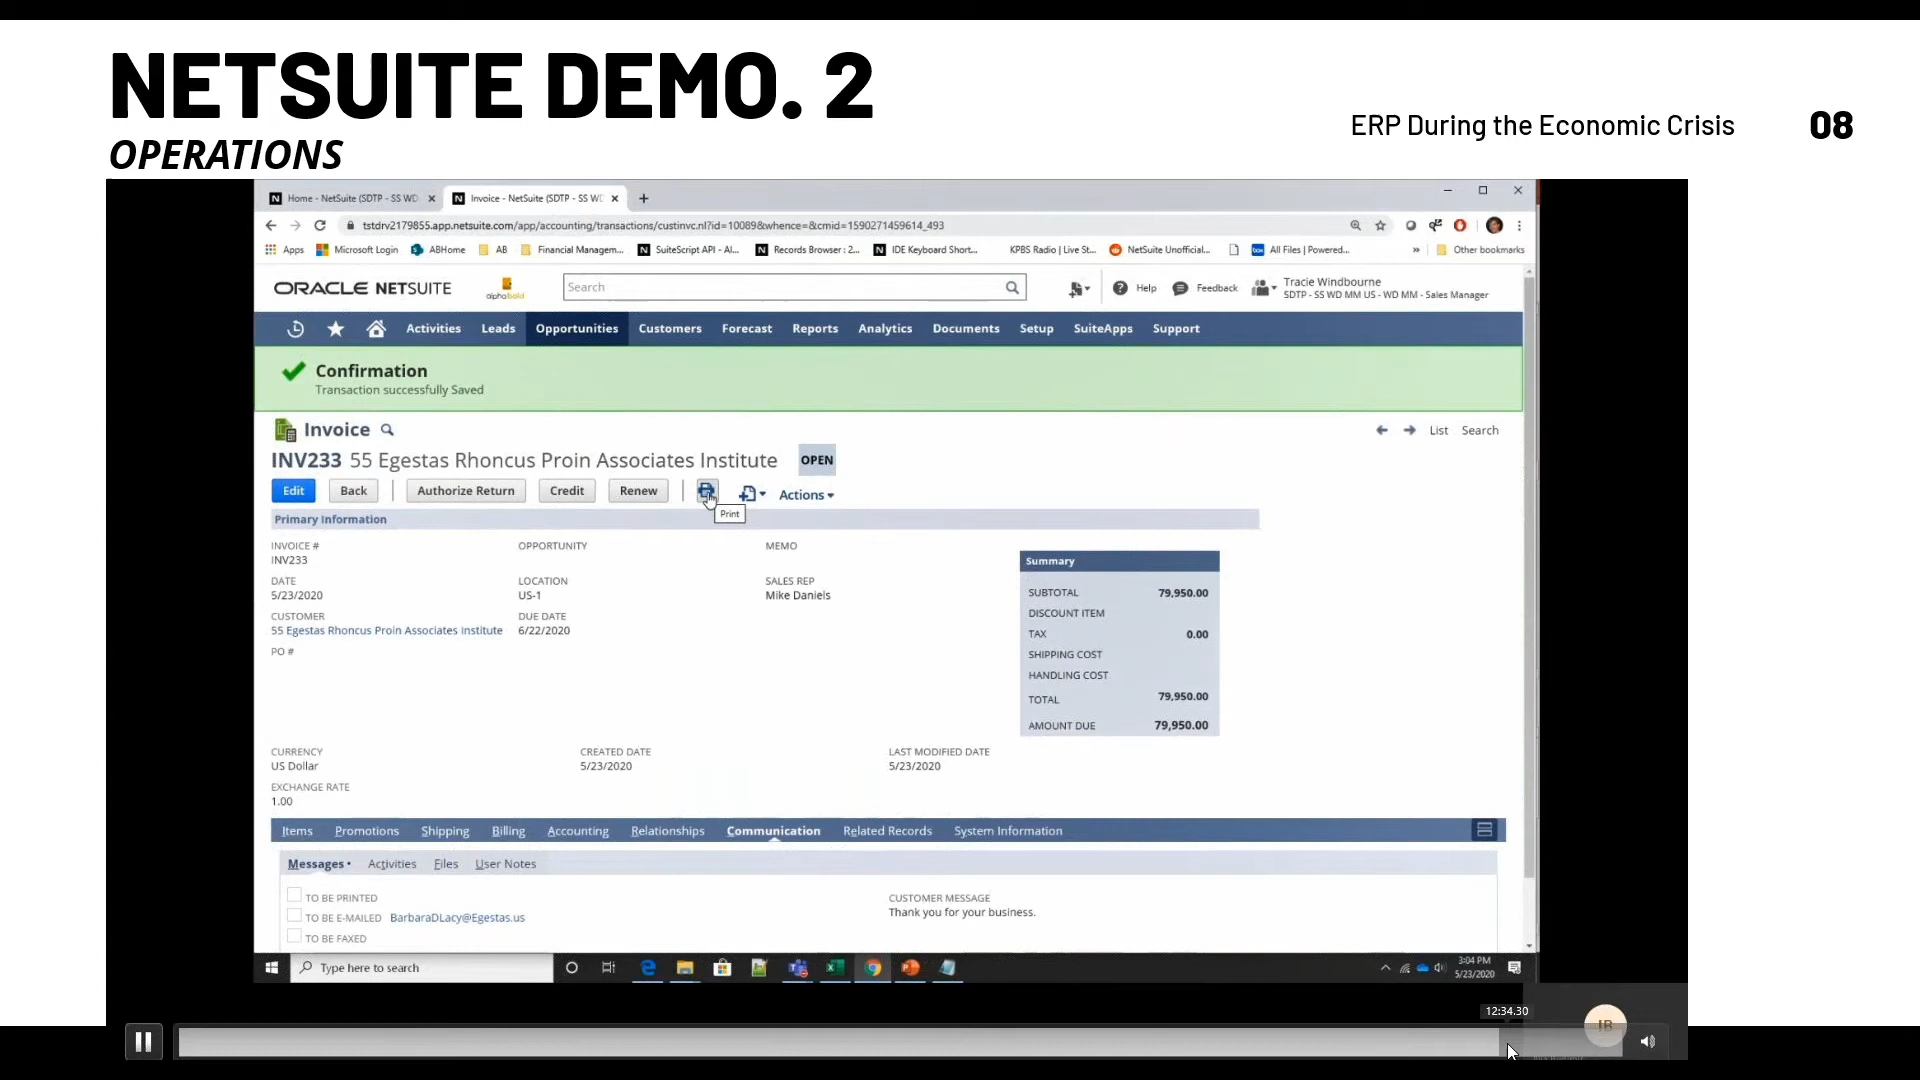 NETSUITE DEMO. 2
OPERATIONS
ERP During the Economic Crisis
08
Home - NetSuite (SDTP - SS WD
Invoice - NetSuite (SDTP - SS WD
tstdrv2179855.app.netsuite.com/app/accounting/transactions/custinvc.nl?id=10089&whence=&cmid=1590271459614_493
Apps Microsoft Login ABHome AB Financial Managem... SuiteScript API - Al... Records Browser : 2... IDE Keyboard Short... KPBS Radio | Live St... NetSuite Unofficial... All Files | Powered... » Other bookmarks
ORACLE NETSUITE
alphabold
Search
Help
Feedback
Tracie Windbourne
SDTP - SS WD MM US - WD MM - Sales Manager
Activities Leads Opportunities Customers Forecast Reports Analytics Documents Setup SuiteApps Support
Confirmation
Transaction successfully Saved
Invoice
List Search
INV233 55 Egestas Rhoncus Proin Associates Institute OPEN
Edit Back Authorize Return Credit Renew Actions
Print
Primary Information
INVOICE #
INV233
DATE
5/23/2020
CUSTOMER
55 Egestas Rhoncus Proin Associates Institute
PO #
OPPORTUNITY
LOCATION
US-1
DUE DATE
6/22/2020
MEMO
SALES REP
Mike Daniels
Summary
SUBTOTAL 79,950.00
DISCOUNT ITEM
TAX 0.00
SHIPPING COST
HANDLING COST
TOTAL 79,950.00
AMOUNT DUE 79,950.00
CURRENCY
US Dollar
EXCHANGE RATE
1.00
CREATED DATE
5/23/2020
LAST MODIFIED DATE
5/23/2020
Items Promotions Shipping Billing Accounting Relationships Communication Related Records System Information
Messages • Activities Files User Notes
TO BE PRINTED
TO BE E-MAILED BarbaraDLacy@Egestas.us
TO BE FAXED
CUSTOMER MESSAGE
Thank you for your business.
Type here to search
3:04 PM
5/23/2020
12:34.30